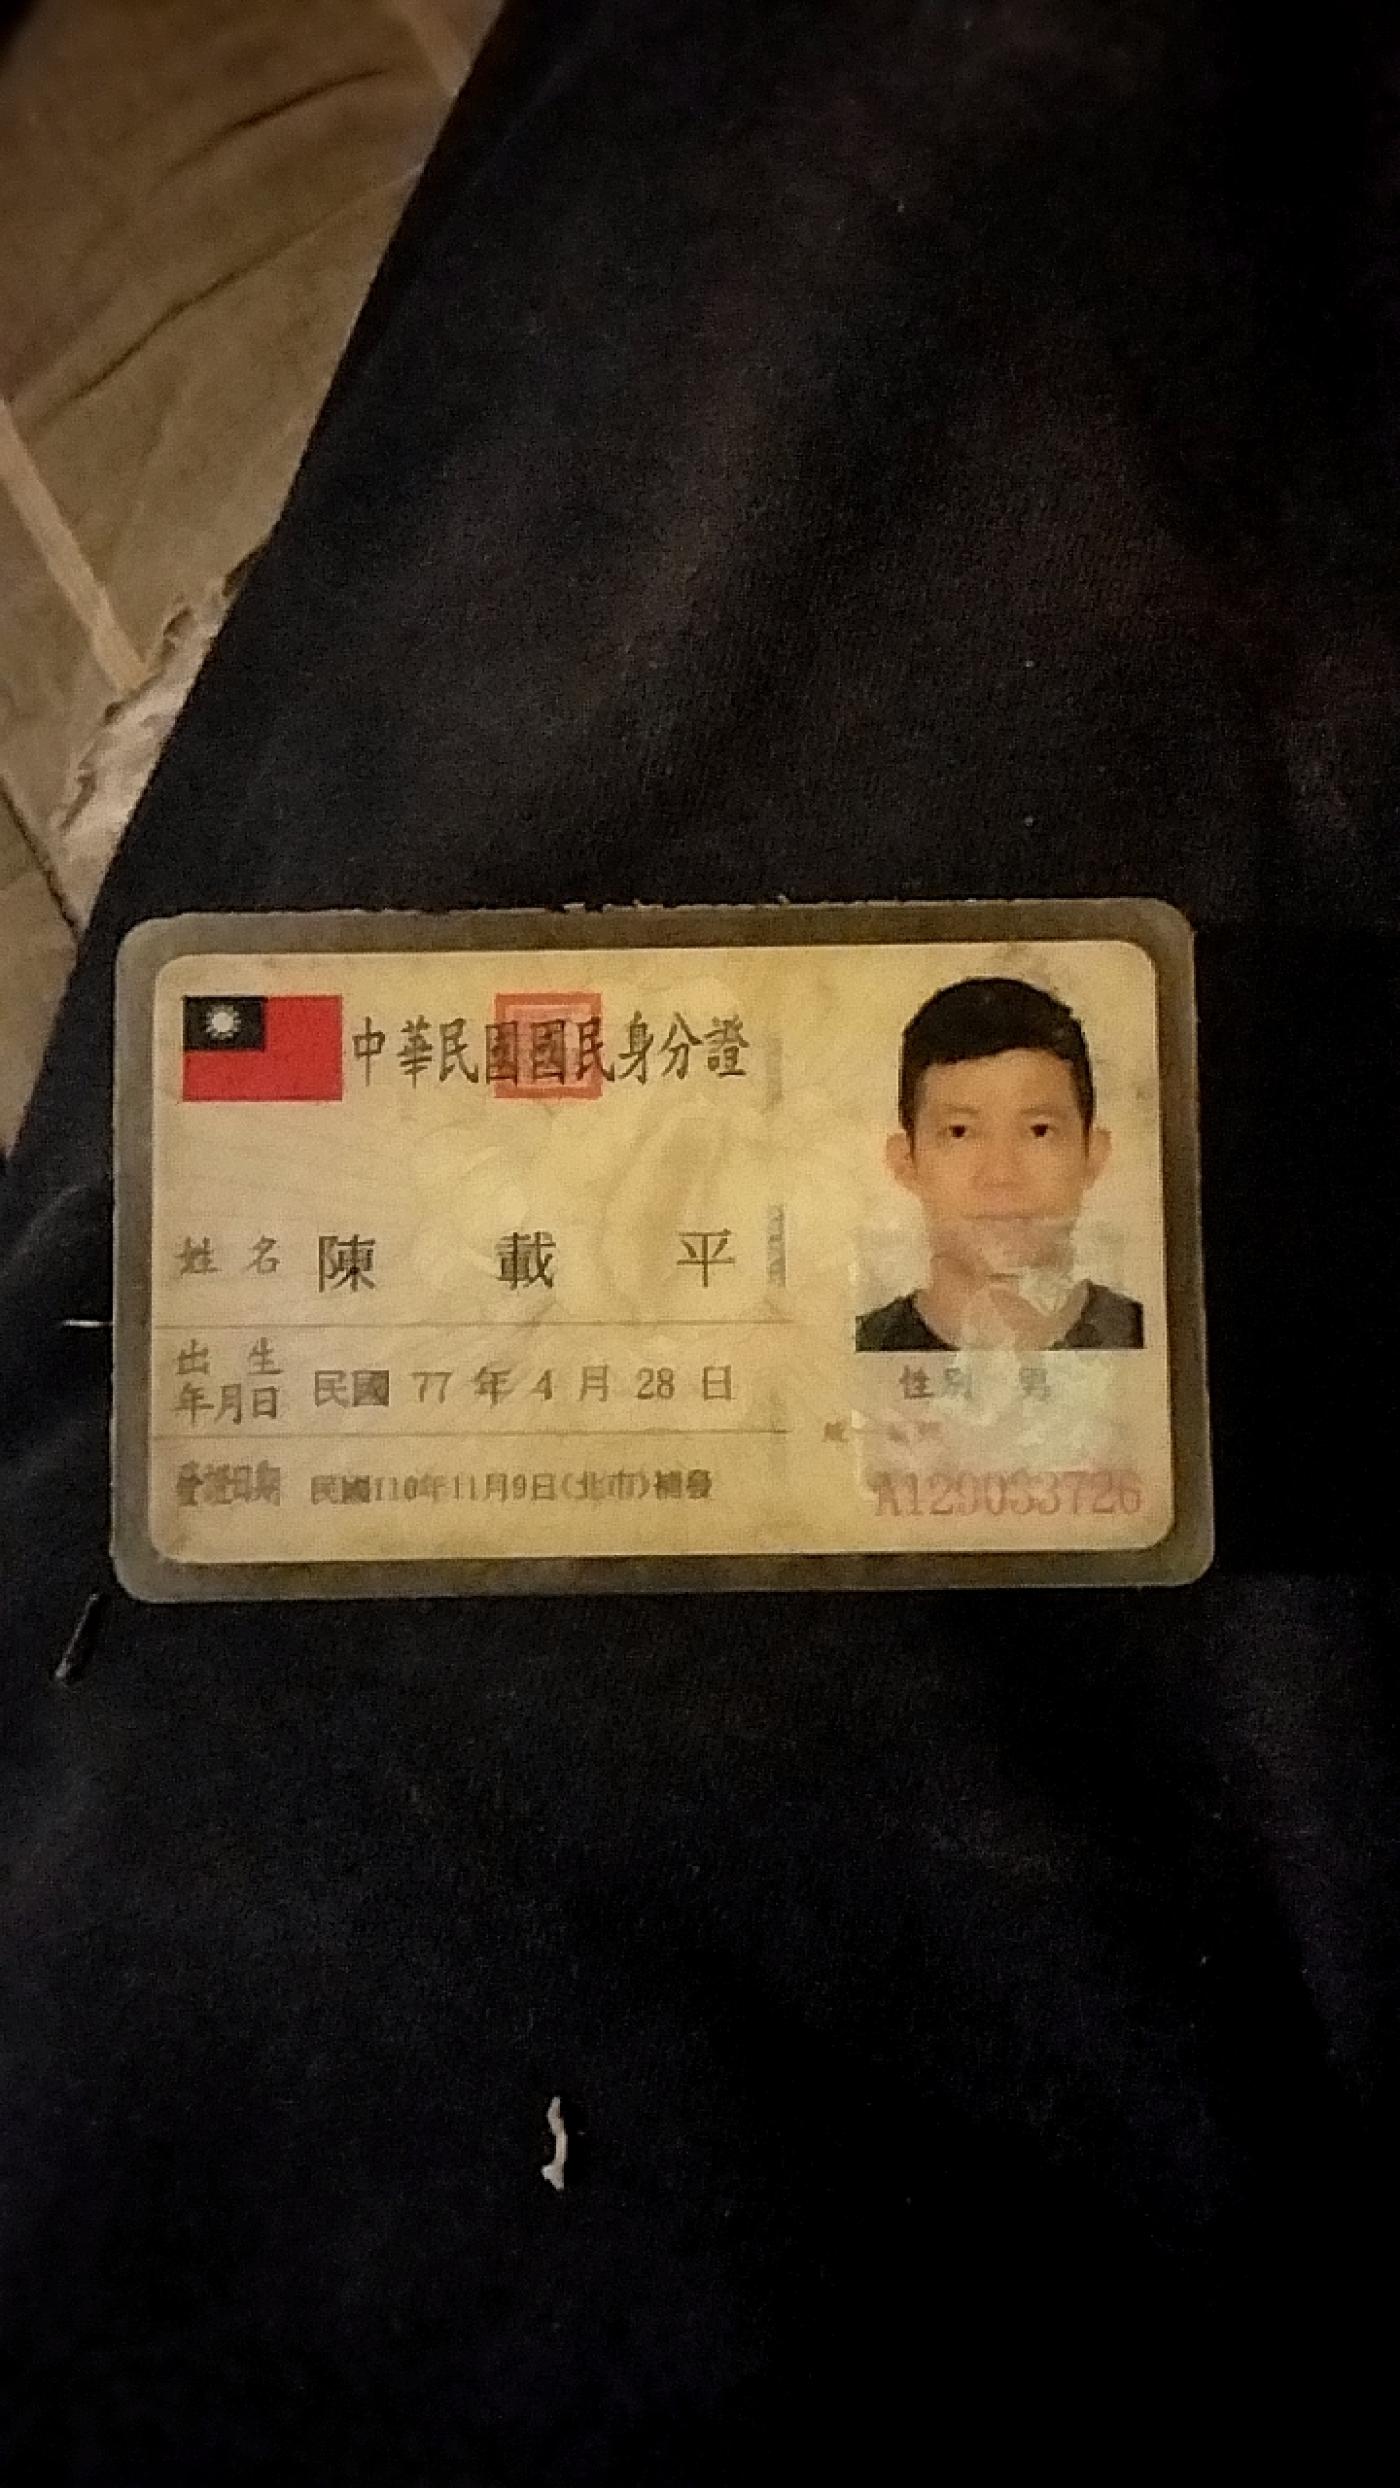 中華民國國民身分證
姓名 陳載平
出生年月日 民國 77 年 4 月 28 日
發證日期 民國110年11月9日(北市)補發
性別 男
A129033726